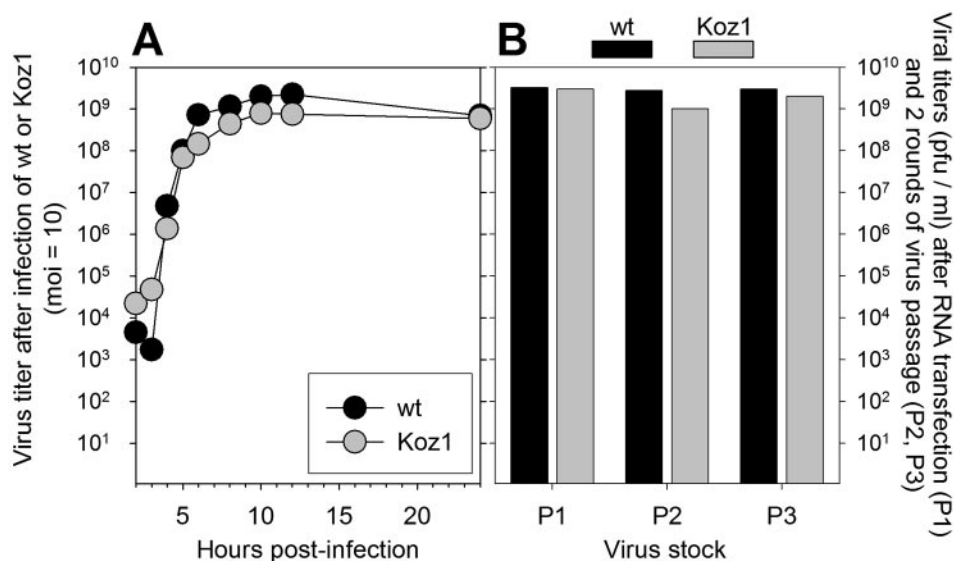 A
B
wt
Koz1
Virus titer after infection of wt or Koz1
(moi = 10)
10^10
10^9
10^8
10^7
10^6
10^5
10^4
10^3
10^2
10^1
wt
Koz1
5
10
15
20
Hours post-infection
P1
P2
P3
Virus stock
10^10
10^9
10^8
10^7
10^6
10^5
10^4
10^3
10^2
10^1
Viral titers (pfu / ml) after RNA transfection (P1)
and 2 rounds of virus passage (P2, P3)